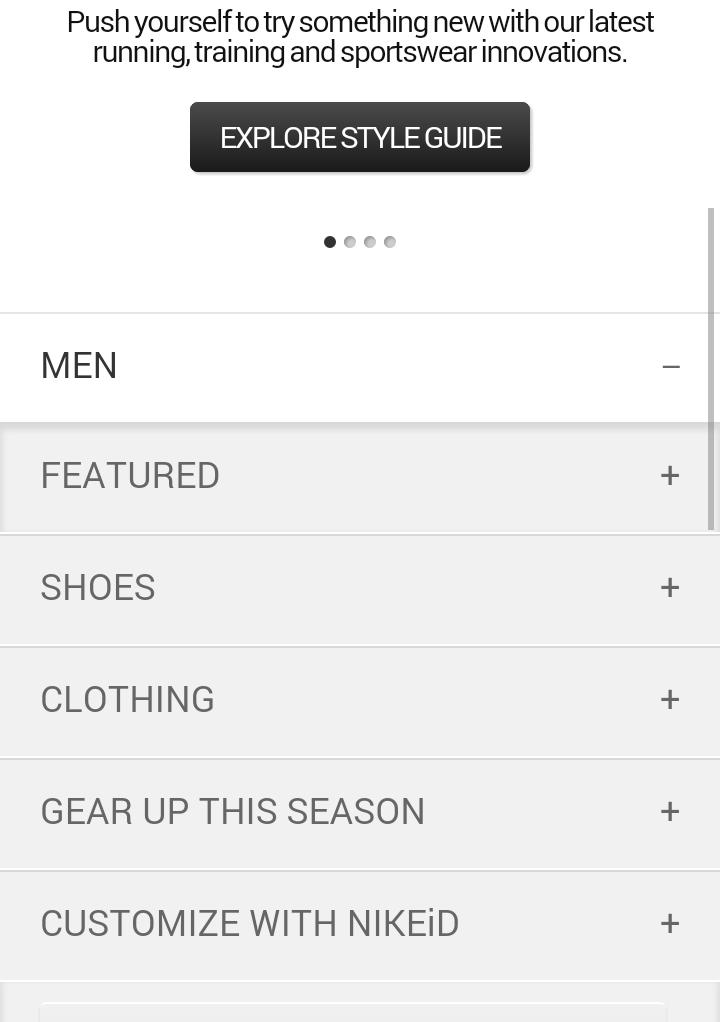 Push yourself to try something new with our latest
running, training and sportswear innovations.
EXPLORE STYLE GUIDE
MEN –
FEATURED +
SHOES +
CLOTHING +
GEAR UP THIS SEASON +
CUSTOMIZE WITH NIKEiD +